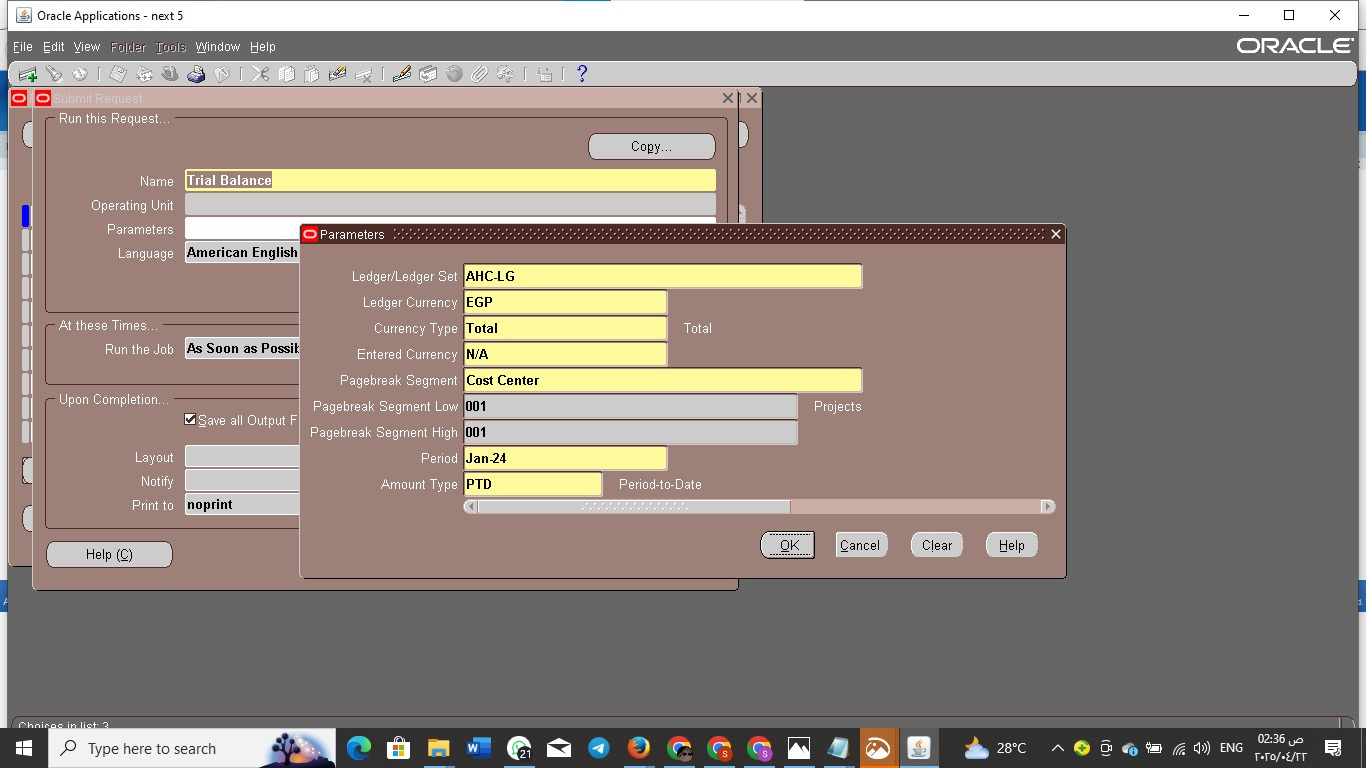 Oracle Applications - next 5
File Edit View Folder Tools Window Help
ORACLE
Submit Request
Run this Request...
Copy...
Name Trial Balance
Operating Unit
Parameters
Language American English
Parameters
Ledger/Ledger Set AHC-LG
Ledger Currency EGP
Currency Type Total Total
Entered Currency N/A
Pagebreak Segment Cost Center
Pagebreak Segment Low 001 Projects
Pagebreak Segment High 001
Period Jan-24
Amount Type PTD Period-to-Date
OK Cancel Clear Help
At these Times...
Run the Job As Soon as Possib
Upon Completion...
Save all Output F
Layout
Notify
Print to noprint
Help (C)
Choices in list: 3
Type here to search
21
28°C
ENG
02:36 ص
٢٠٢٥/٠٤/٢٢